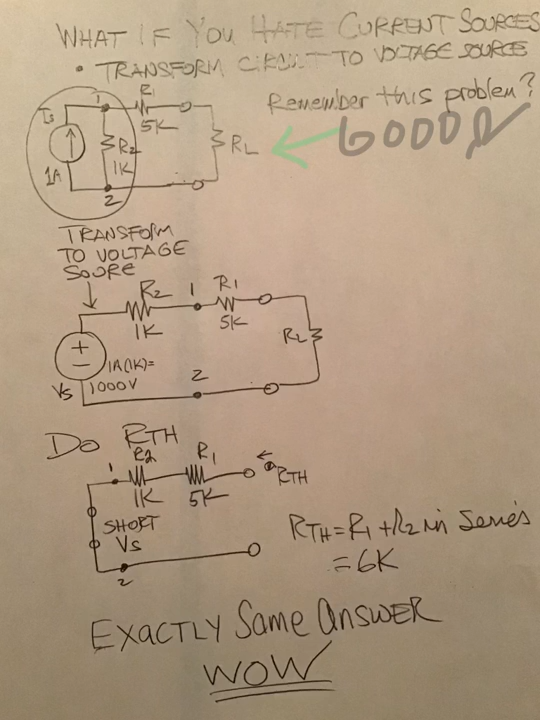 WHAT IF YOU HATE CURRENT SOURCES
• TRANSFORM CIRCUIT TO VOLTAGE SOURCE
Remember this problem?
6000Ω
Is
1
R1
5K
R2
1K
RL
1A
2
TRANSFORM
TO VOLTAGE
SOURE
R2
1
R1
1K
5K
RL
+
−
1A(1K)=
1000V
Vs
2
DO RTH
R2
R1
1
RTH
1K
5K
SHORT
Vs
2
RTH=R1+R2 in Series
=6K
EXACTLY Same ANSWER
WOW